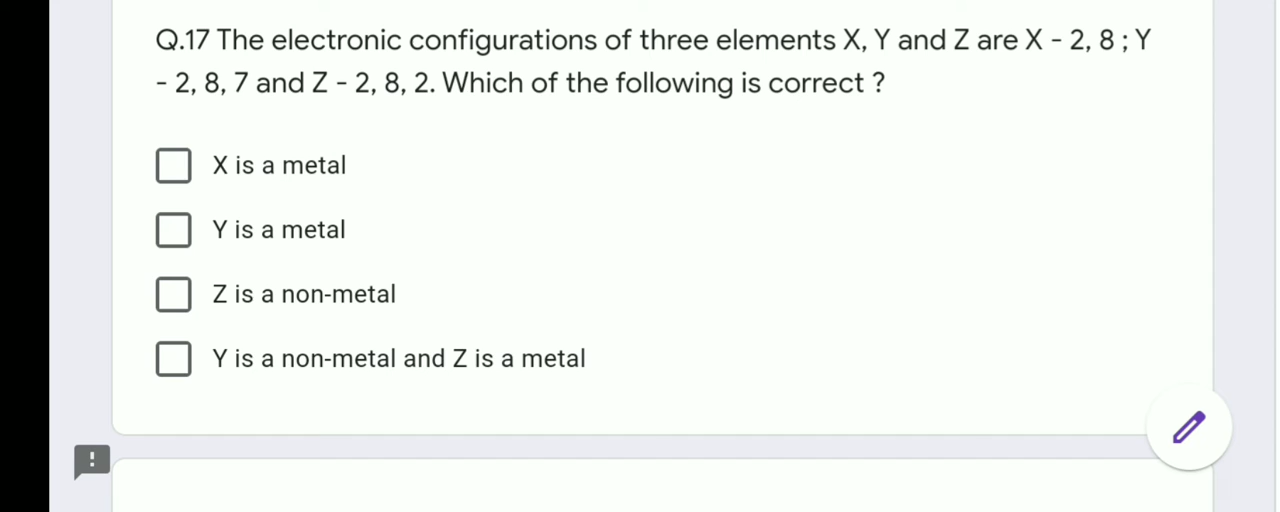 Q.17 The electronic configurations of three elements X, Y and Z are X - 2, 8 ; Y
- 2, 8, 7 and Z - 2, 8, 2. Which of the following is correct ?
X is a metal
Y is a metal
Z is a non-metal
Y is a non-metal and Z is a metal